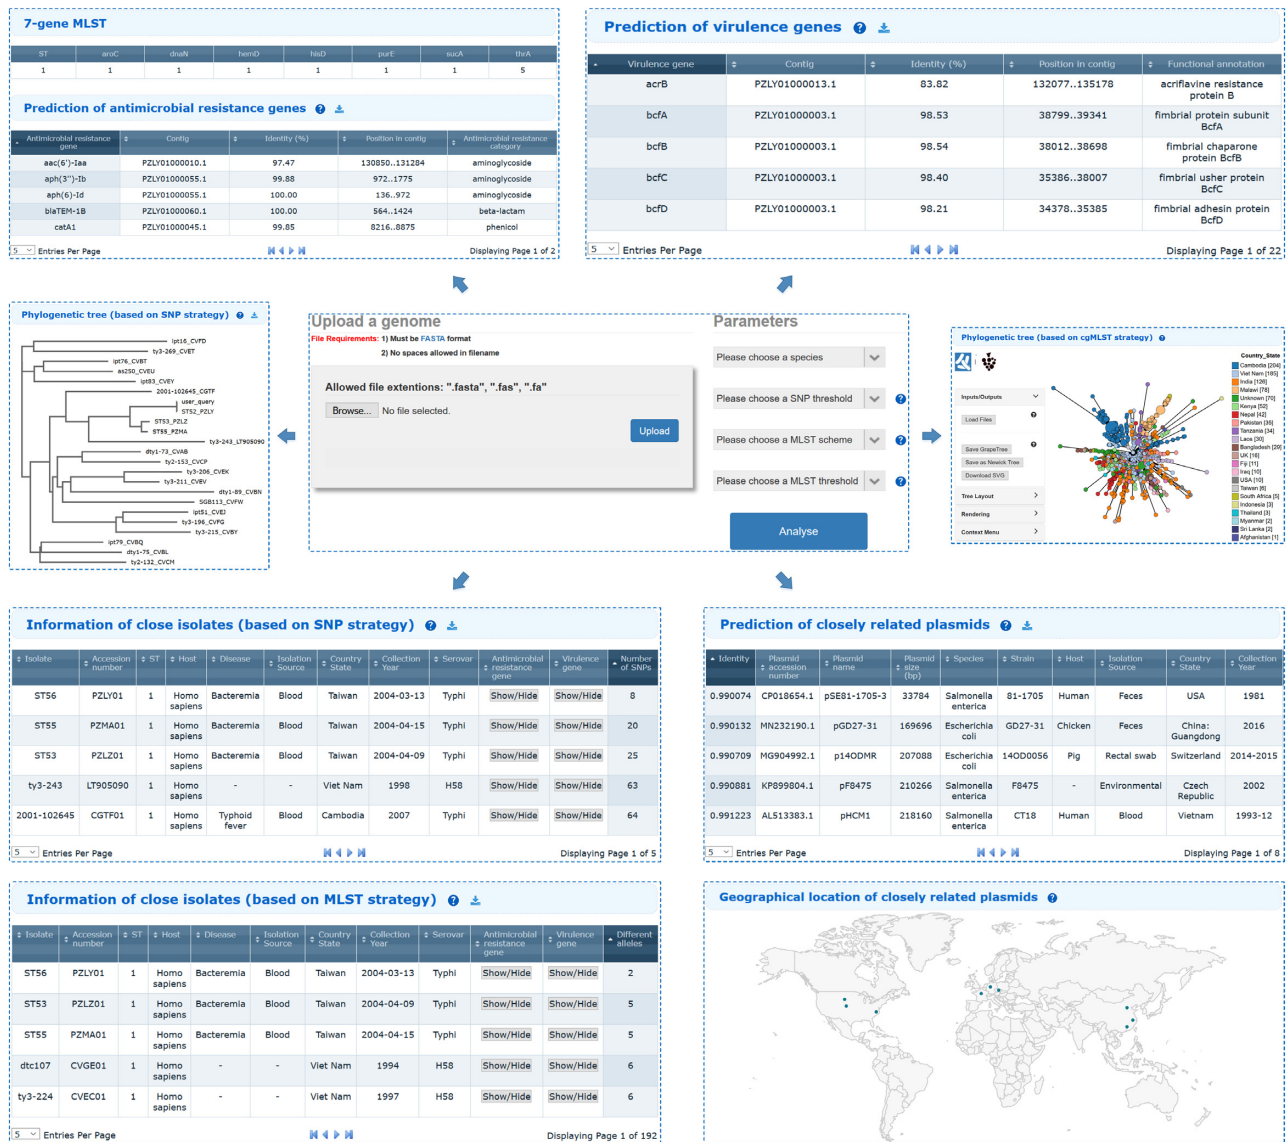 7-gene MLST
ST aroC dnaN hemD hisD purE sucA thrA
1 1 1 1 1 1 1 5
Prediction of antimicrobial resistance genes ?
Antimicrobial resistance gene Contig Identity (%) Position in contig Antimicrobial resistance category
aac(6')-Iaa PZLY01000010.1 97.47 130850..131284 aminoglycoside
aph(3'')-Ib PZLY01000055.1 99.88 972..1775 aminoglycoside
aph(6)-Id PZLY01000055.1 100.00 136..972 aminoglycoside
blaTEM-1B PZLY01000060.1 100.00 564..1424 beta-lactam
catA1 PZLY01000045.1 99.85 8216..8875 phenicol
5 Entries Per Page Displaying Page 1 of 2
Prediction of virulence genes ?
Virulence gene Contig Identity (%) Position in contig Functional annotation
acrB PZLY01000013.1 83.82 132077..135178 acriflavine resistance protein B
bcfA PZLY01000003.1 98.53 38799..39341 fimbrial protein subunit BcfA
bcfB PZLY01000003.1 98.54 38012..38698 fimbrial chaparone protein BcfB
bcfC PZLY01000003.1 98.40 35386..38007 fimbrial usher protein BcfC
bcfD PZLY01000003.1 98.21 34378..35385 fimbrial adhesin protein BcfD
5 Entries Per Page Displaying Page 1 of 22
Phylogenetic tree (based on SNP strategy) ?
ipt16_CVFD
ty3-269_CVET
ipt76_CVBT
as250_CVEU
ipt83_CVEY
2001-102645_CGTF
user_query
ST52_PZLY
ST53_PZLZ
ST55_PZMA
ty3-243_LT905090
dty1-73_CVAB
ty2-153_CVCP
ty3-206_CVEK
ty3-211_CVEV
dty1-89_CVBN
SGB113_CVFW
ipt51_CVEJ
ty3-196_CVFG
ty3-215_CVBY
ipt79_CVBQ
dty1-75_CVBL
ty2-132_CVCM
Upload a genome
File Requirements: 1) Must be FASTA format
2) No spaces allowed in filename
Allowed file extentions: ".fasta", ".fas", ".fa"
Browse... No file selected.
Upload
Parameters
Please choose a species
Please choose a SNP threshold ?
Please choose a MLST scheme ?
Please choose a MLST threshold ?
Analyse
Phylogenetic tree (based on cgMLST strategy) ?
Inputs/Outputs
Load Files ?
Save GrapeTree ?
Save as Newick Tree
Download SVG
Tree Layout
Rendering
Context Menu
Country_State
Cambodia [204]
Viet Nam [185]
India [126]
Malawi [78]
Unknown [70]
Kenya [52]
Nepal [42]
Pakistan [35]
Tanzania [34]
Laos [30]
Bangladesh [29]
UK [16]
Fiji [11]
Iraq [10]
USA [10]
Taiwan [6]
South Africa [5]
Indonesia [3]
Thailand [3]
Myanmar [2]
Sri Lanka [2]
Afghanistan [1]
Information of close isolates (based on SNP strategy) ?
Isolate Accession number ST Host Disease Isolation Source Country State Collection Year Serovar Antimicrobial resistance gene Virulence gene Number of SNPs
ST56 PZLY01 1 Homo sapiens Bacteremia Blood Taiwan 2004-03-13 Typhi Show/Hide Show/Hide 8
ST55 PZMA01 1 Homo sapiens Bacteremia Blood Taiwan 2004-04-15 Typhi Show/Hide Show/Hide 20
ST53 PZLZ01 1 Homo sapiens Bacteremia Blood Taiwan 2004-04-09 Typhi Show/Hide Show/Hide 25
ty3-243 LT905090 1 Homo sapiens - - Viet Nam 1998 H58 Show/Hide Show/Hide 63
2001-102645 CGTF01 1 Homo sapiens Typhoid fever Blood Cambodia 2007 Typhi Show/Hide Show/Hide 64
5 Entries Per Page Displaying Page 1 of 5
Prediction of closely related plasmids ?
Identity Plasmid accession number Plasmid name Plasmid size (bp) Species Strain Host Isolation Source Country State Collection Year
0.990074 CP018654.1 pSE81-1705-3 33784 Salmonella enterica 81-1705 Human Feces USA 1981
0.990132 MN232190.1 pGD27-31 169696 Escherichia coli GD27-31 Chicken Feces China: Guangdong 2016
0.990709 MG904992.1 p14ODMR 207088 Escherichia coli 14OD0056 Pig Rectal swab Switzerland 2014-2015
0.990881 KP899804.1 pF8475 210266 Salmonella enterica F8475 - Environmental Czech Republic 2002
0.991223 AL513383.1 pHCM1 218160 Salmonella enterica CT18 Human Blood Vietnam 1993-12
5 Entries Per Page Displaying Page 1 of 8
Information of close isolates (based on MLST strategy) ?
Isolate Accession number ST Host Disease Isolation Source Country State Collection Year Serovar Antimicrobial resistance gene Virulence gene Different alleles
ST56 PZLY01 1 Homo sapiens Bacteremia Blood Taiwan 2004-03-13 Typhi Show/Hide Show/Hide 2
ST53 PZLZ01 1 Homo sapiens Bacteremia Blood Taiwan 2004-04-09 Typhi Show/Hide Show/Hide 5
ST55 PZMA01 1 Homo sapiens Bacteremia Blood Taiwan 2004-04-15 Typhi Show/Hide Show/Hide 5
dtc107 CVGE01 1 Homo sapiens - - Viet Nam 1994 H58 Show/Hide Show/Hide 6
ty3-224 CVEC01 1 Homo sapiens - - Viet Nam 1997 H58 Show/Hide Show/Hide 6
5 Entries Per Page Displaying Page 1 of 192
Geographical location of closely related plasmids ?